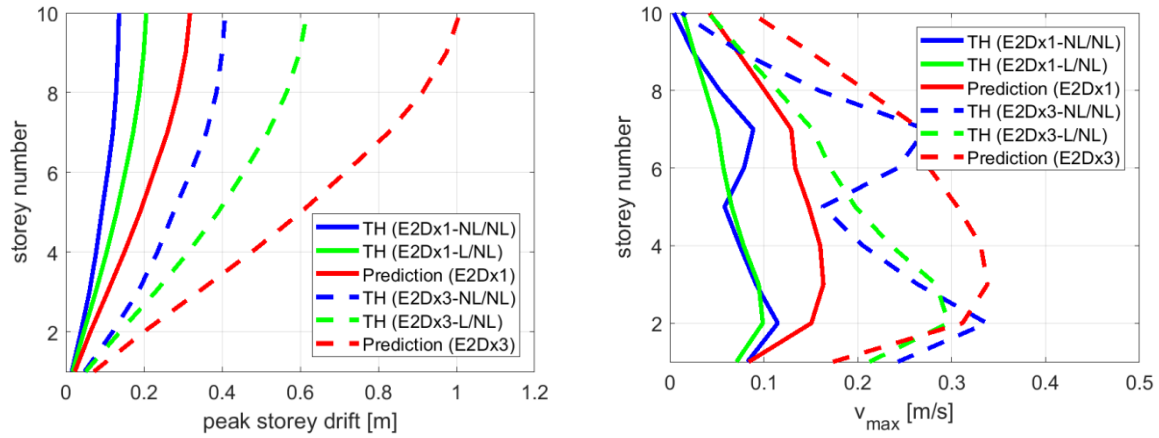 10
8
6
4
2
storey number
TH (E2Dx1-NL/NL)
TH (E2Dx1-L/NL)
Prediction (E2Dx1)
TH (E2Dx3-NL/NL)
TH (E2Dx3-L/NL)
Prediction (E2Dx3)
0 0.2 0.4 0.6 0.8 1 1.2
peak storey drift [m]
10
8
6
4
2
storey number
TH (E2Dx1-NL/NL)
TH (E2Dx1-L/NL)
Prediction (E2Dx1)
TH (E2Dx3-NL/NL)
TH (E2Dx3-L/NL)
Prediction (E2Dx3)
0 0.1 0.2 0.3 0.4 0.5
v_max [m/s]